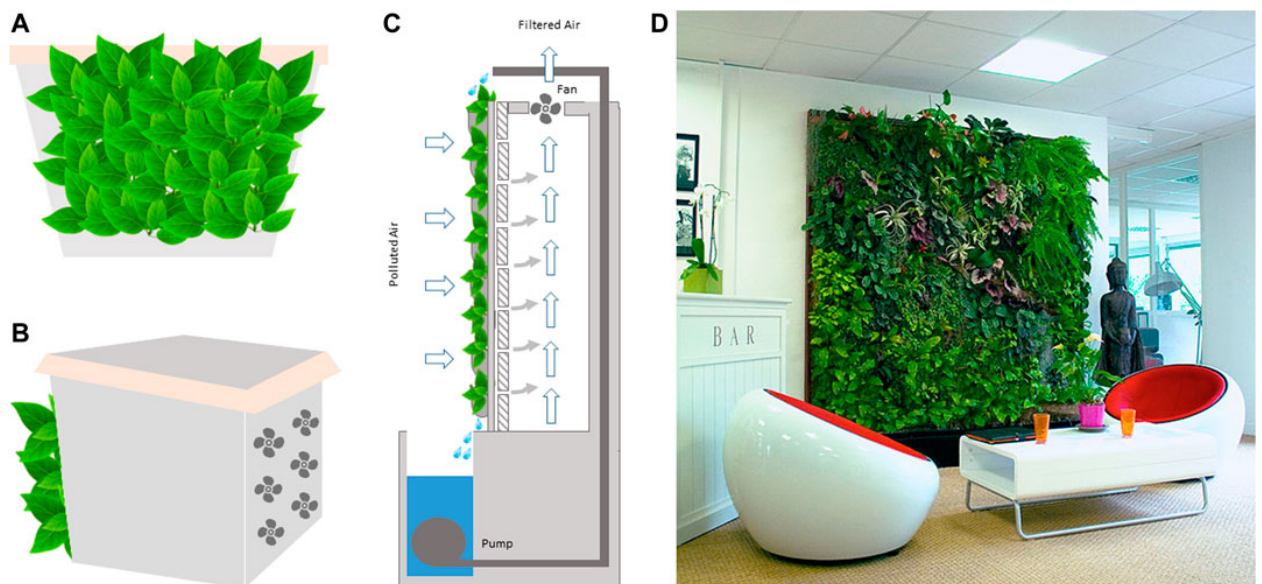 A
B
C
Filtered Air
Fan
Polluted Air
Pump
D
BAR